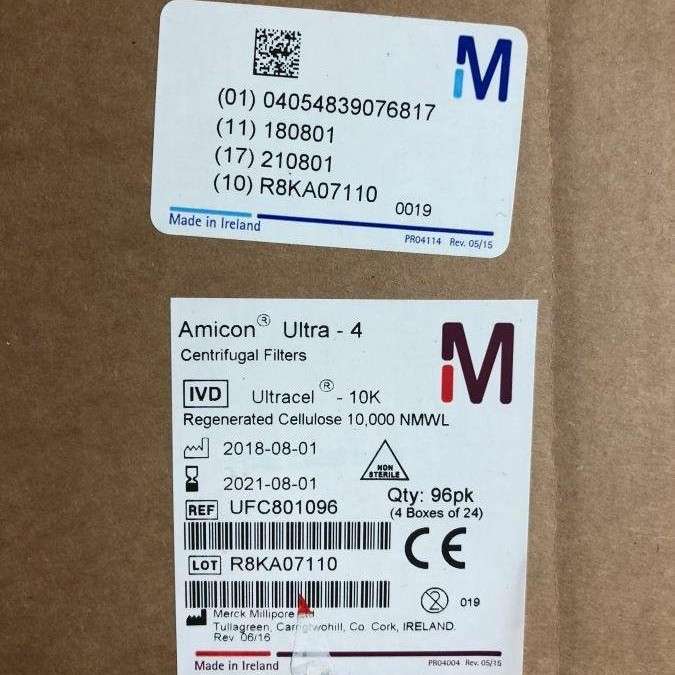 M
(01) 04054839076817
(11) 180801
(17) 210801
(10) R8KA07110
0019
Made in Ireland
PR04114 Rev. 05/15
Amicon® Ultra - 4
Centrifugal Filters
M
IVD Ultracel® - 10K
Regenerated Cellulose 10,000 NMWL
2018-08-01
NON
STERILE
2021-08-01
Qty: 96pk
(4 Boxes of 24)
REF UFC801096
CE
LOT R8KA07110
2 019
Merck Millipore
Tullagreen, Carrigtwohill, Co. Cork, IRELAND.
Rev. 06/16
Made in Ireland
PR04004 Rev. 05/15